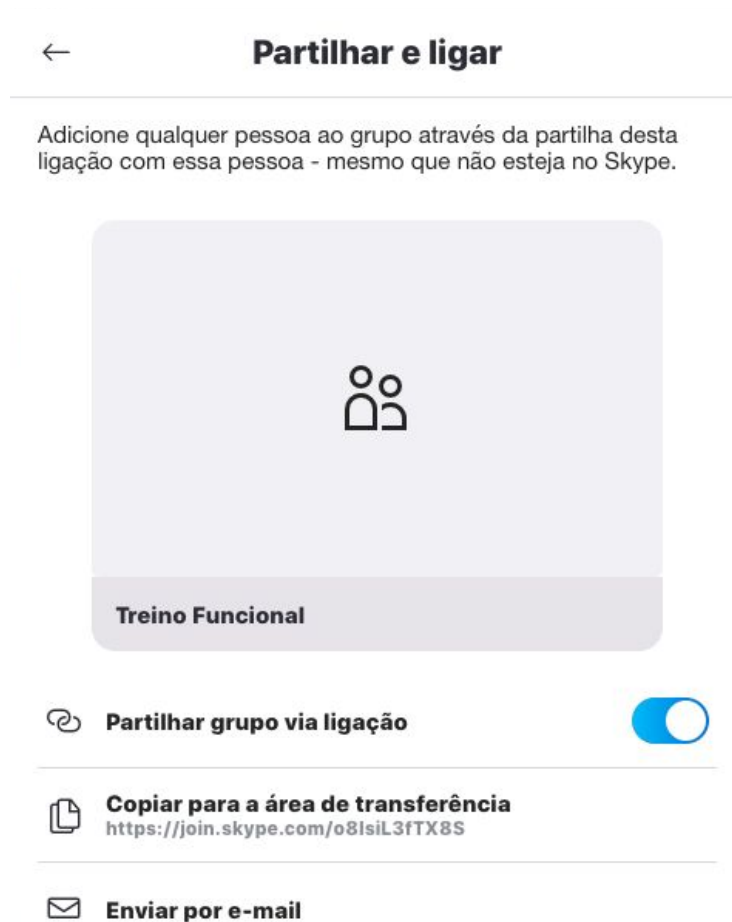 Partilhar e ligar
Adicione qualquer pessoa ao grupo através da partilha desta
ligação com essa pessoa - mesmo que não esteja no Skype.
Treino Funcional
Partilhar grupo via ligação
Copiar para a área de transferência
https://join.skype.com/o8IsiL3fTX8S
Enviar por e-mail